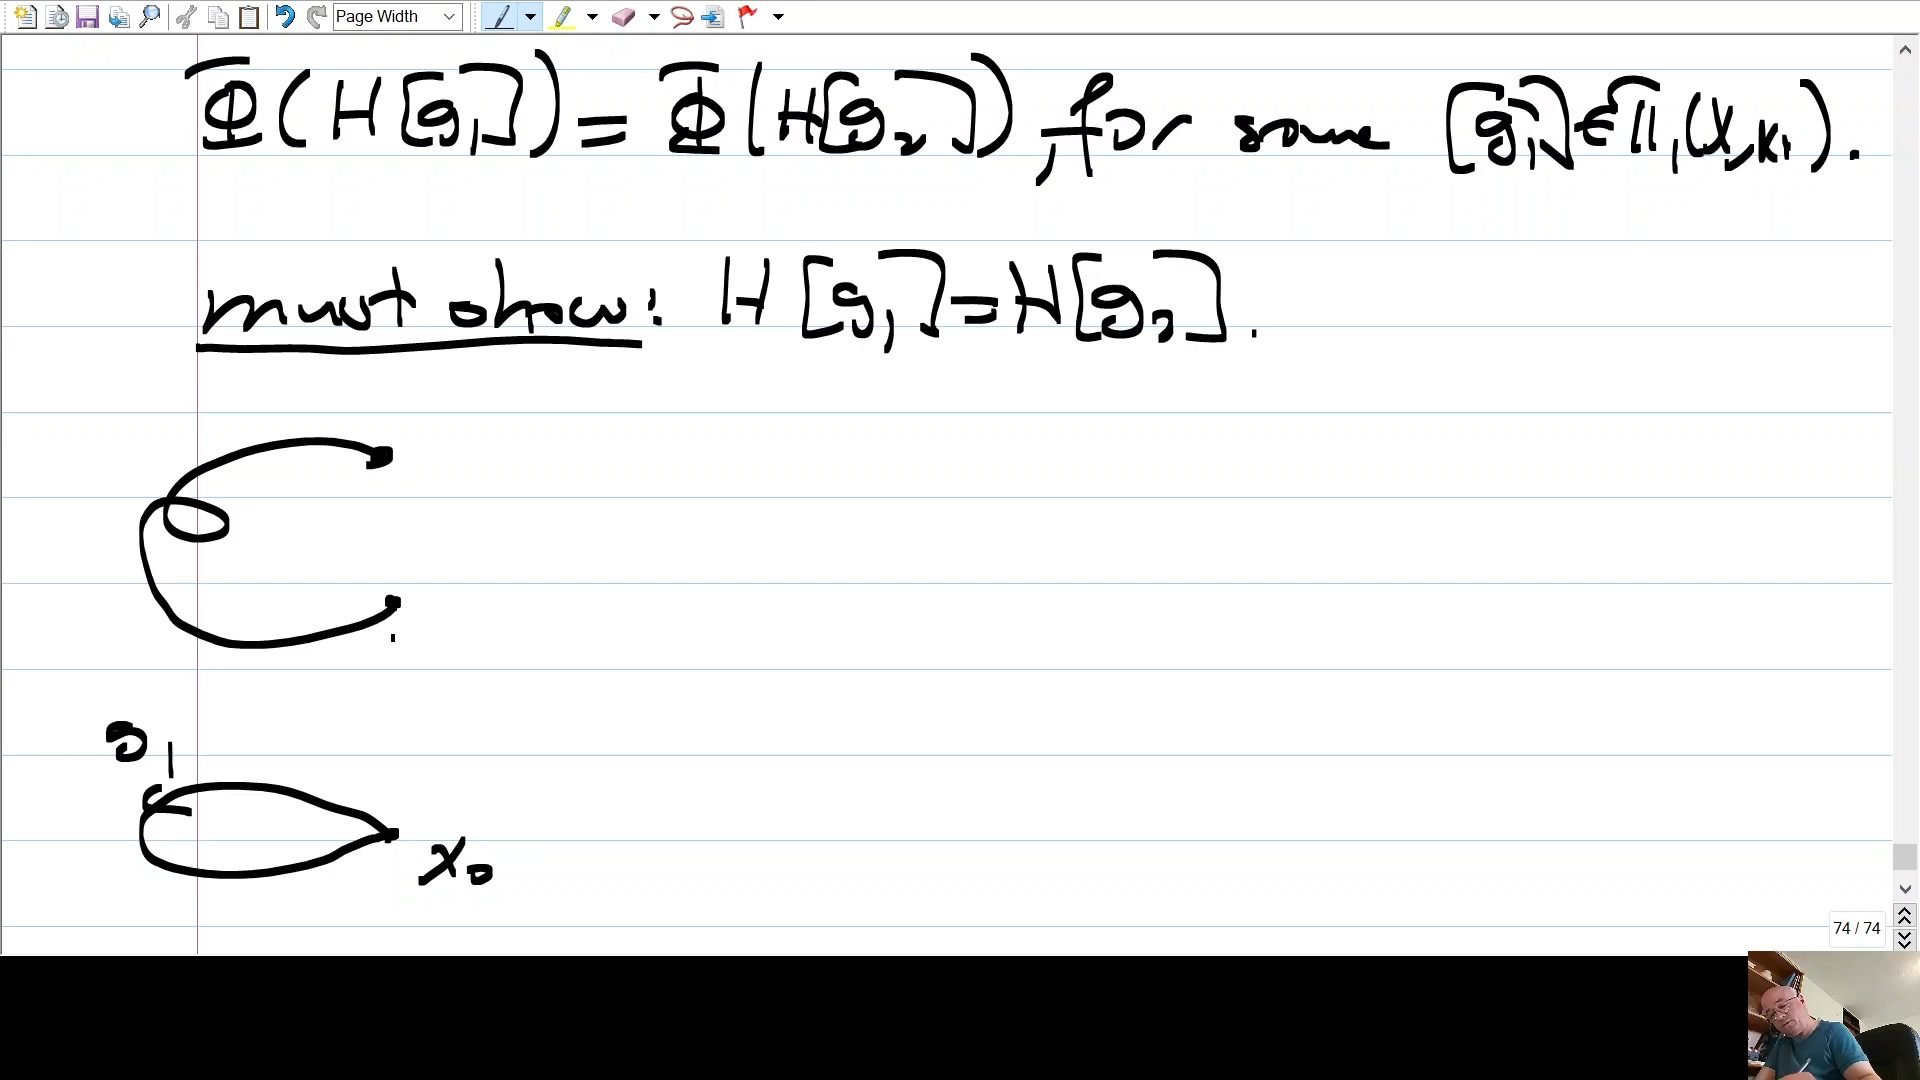 Page Width
Φ(H[g₁]) = Φ(H[g₂]), for some [g₁] ∈ π₁(X, x₁).
must show: H[g₁] = H[g₂].
g₁
x₀
74 / 74